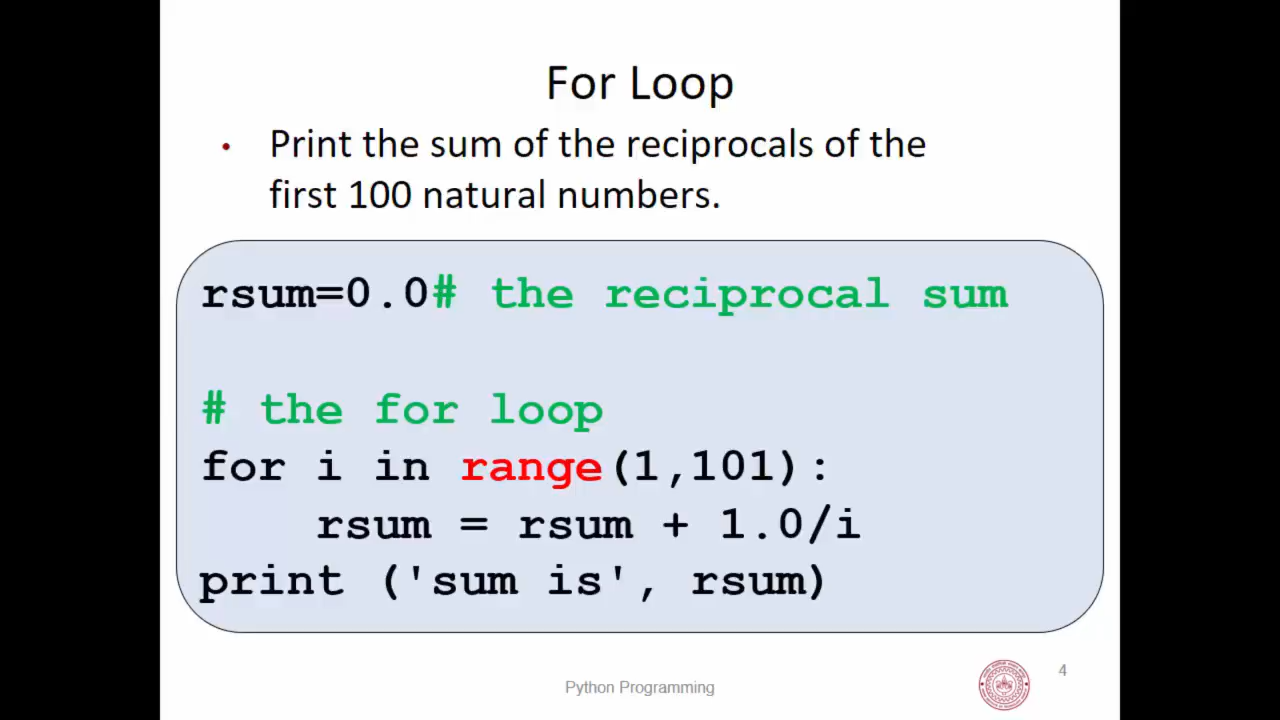 For Loop
• Print the sum of the reciprocals of the
first 100 natural numbers.
rsum=0.0# the reciprocal sum
# the for loop
for i in range(1,101):
    rsum = rsum + 1.0/i
print ('sum is', rsum)
Python Programming
4